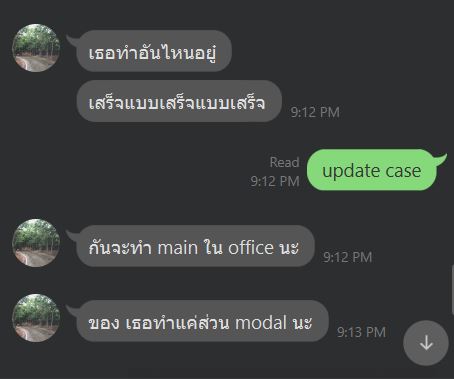 เธอทำอันไหนอยู่
เสร็จแบบเสร็จแบบเสร็จ
9:12 PM
Read
9:12 PM
update case
กันจะทำ main ใน office นะ
9:12 PM
ของ เธอทำแค่ส่วน modal นะ
9:13 PM